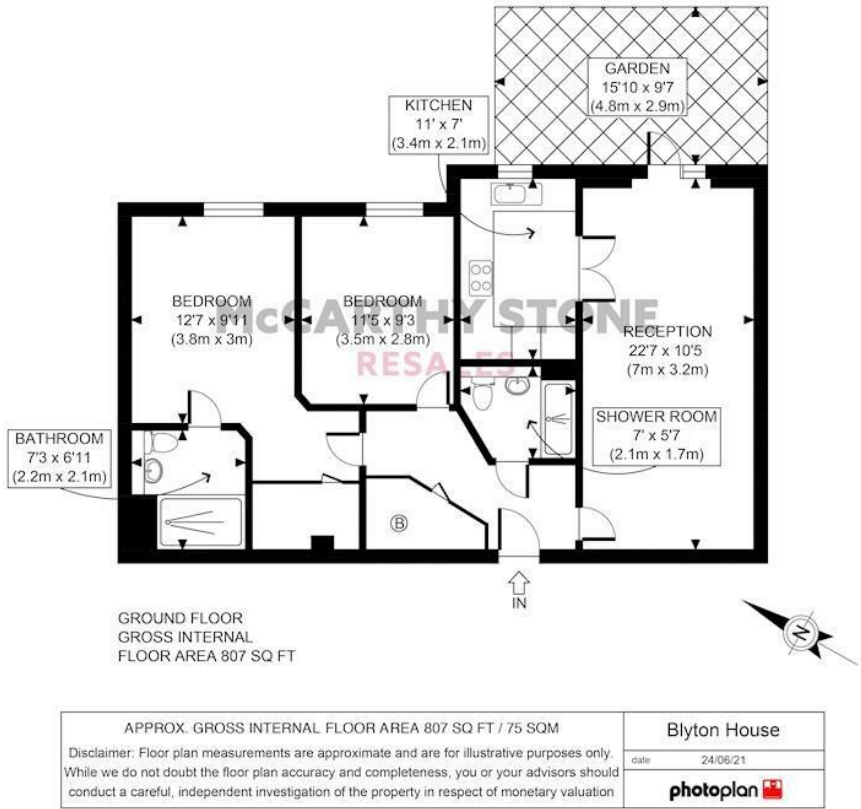 GARDEN
15'10 x 9'7
(4.8m x 2.9m)
KITCHEN
11' x 7'
(3.4m x 2.1m)
BEDROOM
12'7 x 9'11
(3.8m x 3m)
BEDROOM
11'5 x 9'3
(3.5m x 2.8m)
McCARTHY STONE
RESALES
RECEPTION
22'7 x 10'5
(7m x 3.2m)
SHOWER ROOM
7' x 5'7
(2.1m x 1.7m)
BATHROOM
7'3 x 6'11
(2.2m x 2.1m)
B
IN
GROUND FLOOR
GROSS INTERNAL
FLOOR AREA 807 SQ FT
N
APPROX. GROSS INTERNAL FLOOR AREA 807 SQ FT / 75 SQM
Disclaimer: Floor plan measurements are approximate and are for illustrative purposes only.
While we do not doubt the floor plan accuracy and completeness, you or your advisors should
conduct a careful, independent investigation of the property in respect of monetary valuation
Blyton House
date 24/06/21
photoplan